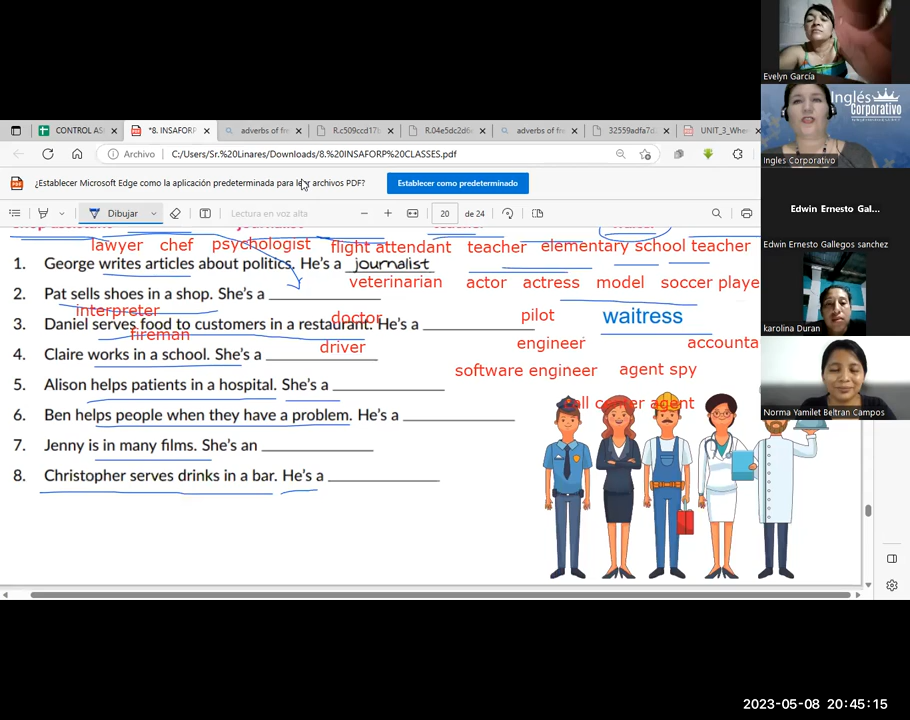 Evelyn García
Inglés
Corporativo
Ingles Corporativo
Edwin Ernesto Gal...
Edwin Ernesto Gallegos sanchez
karolina Duran
Norma Yamilet Beltran Campos
CONTROL AS
*8. INSAFORP
adverbs of fre
R.c509ccd17
R.04e5dc2d6
adverbs of fre
32559adfa7d
UNIT_3_Whe
Archivo
C:/Users/Sr.%20Linares/Downloads/8.%20INSAFORP%20CLASSES.pdf
¿Establecer Microsoft Edge como la aplicación predeterminada para leer archivos PDF?
Establecer como predeterminado
Dibujar
Lectura en voz alta
20 de 24
lawyer chef psychologist flight attendant teacher elementary school teacher
1. George writes articles about politics. He's a journalist
veterinarian actor actress model soccer playe
2. Pat sells shoes in a shop. She's a
interpreter doctor pilot waitress
3. Daniel serves food to customers in a restaurant. He's a
fireman driver engineer accounta
4. Claire works in a school. She's a
software engineer agent spy
5. Alison helps patients in a hospital. She's a
call center agent
6. Ben helps people when they have a problem. He's a
7. Jenny is in many films. She's an
8. Christopher serves drinks in a bar. He's a
2023-05-08 20:45:15